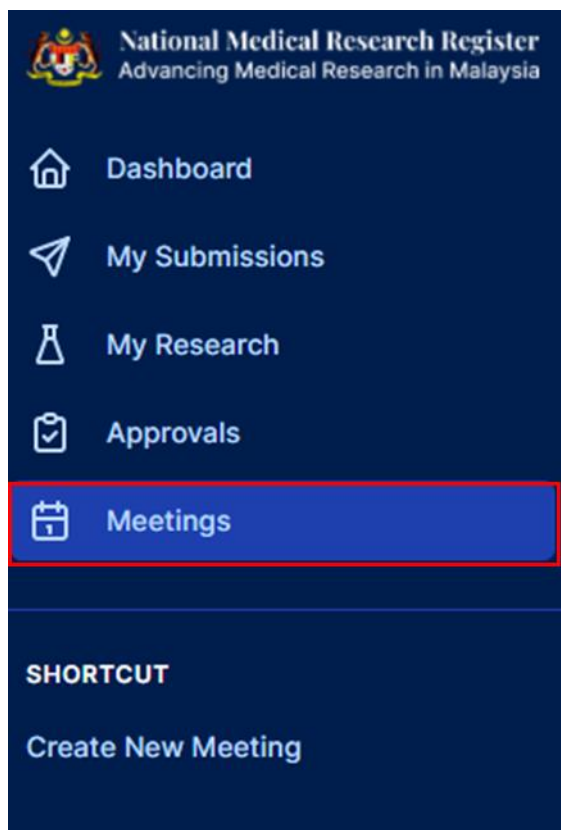 National Medical Research Register
Advancing Medical Research in Malaysia
Dashboard
My Submissions
My Research
Approvals
1
Meetings
SHORTCUT
Create New Meeting